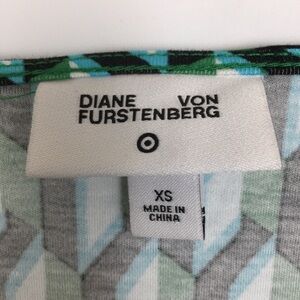 DIANE VON
FURSTENBERG
XS
MADE IN
CHINA